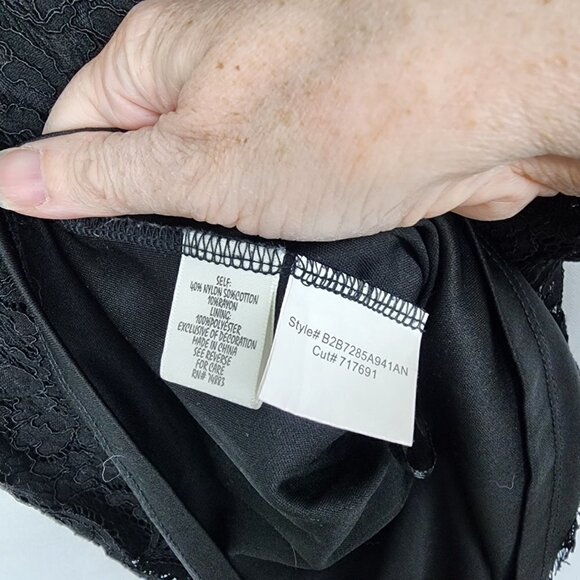 SELF:
40% NYLON 50%COTTON
10%RAYON
LINING:
100%POLYESTER
EXCLUSIVE OF DECORATION
MADE IN CHINA
SEE REVERSE
FOR CARE
RN# 74883
Style# B2B7285A941AN
Cut# 717691